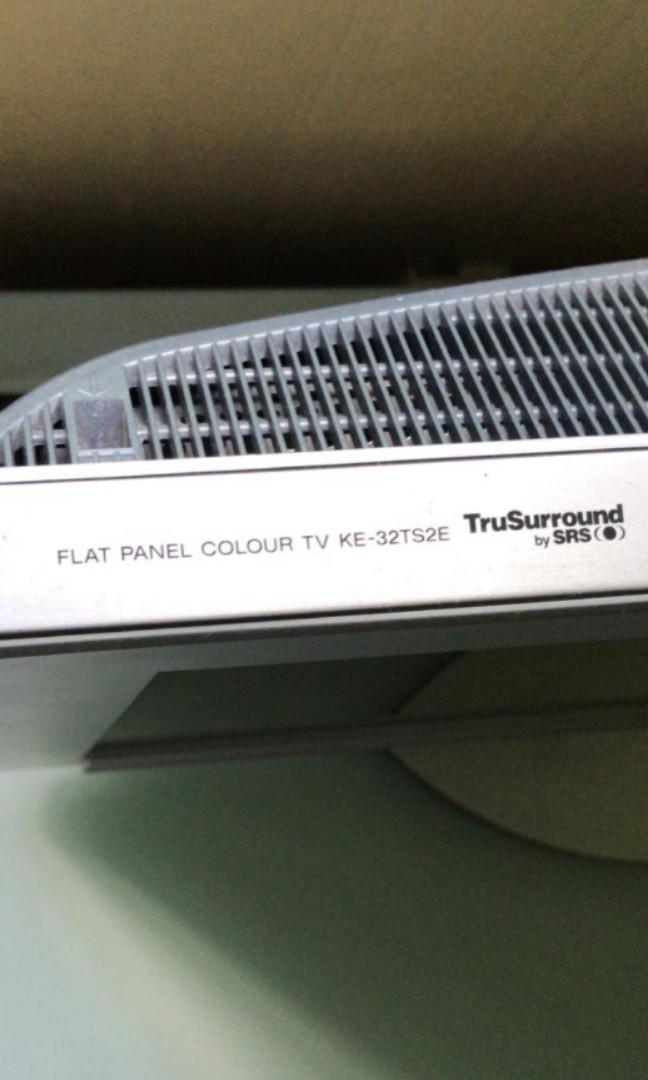 FLAT PANEL COLOUR TV KE-32TS2E TruSurround
by SRS